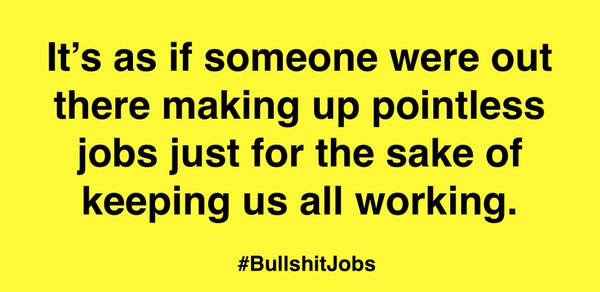 It’s as if someone were out
there making up pointless
jobs just for the sake of
keeping us all working.
#BullshitJobs